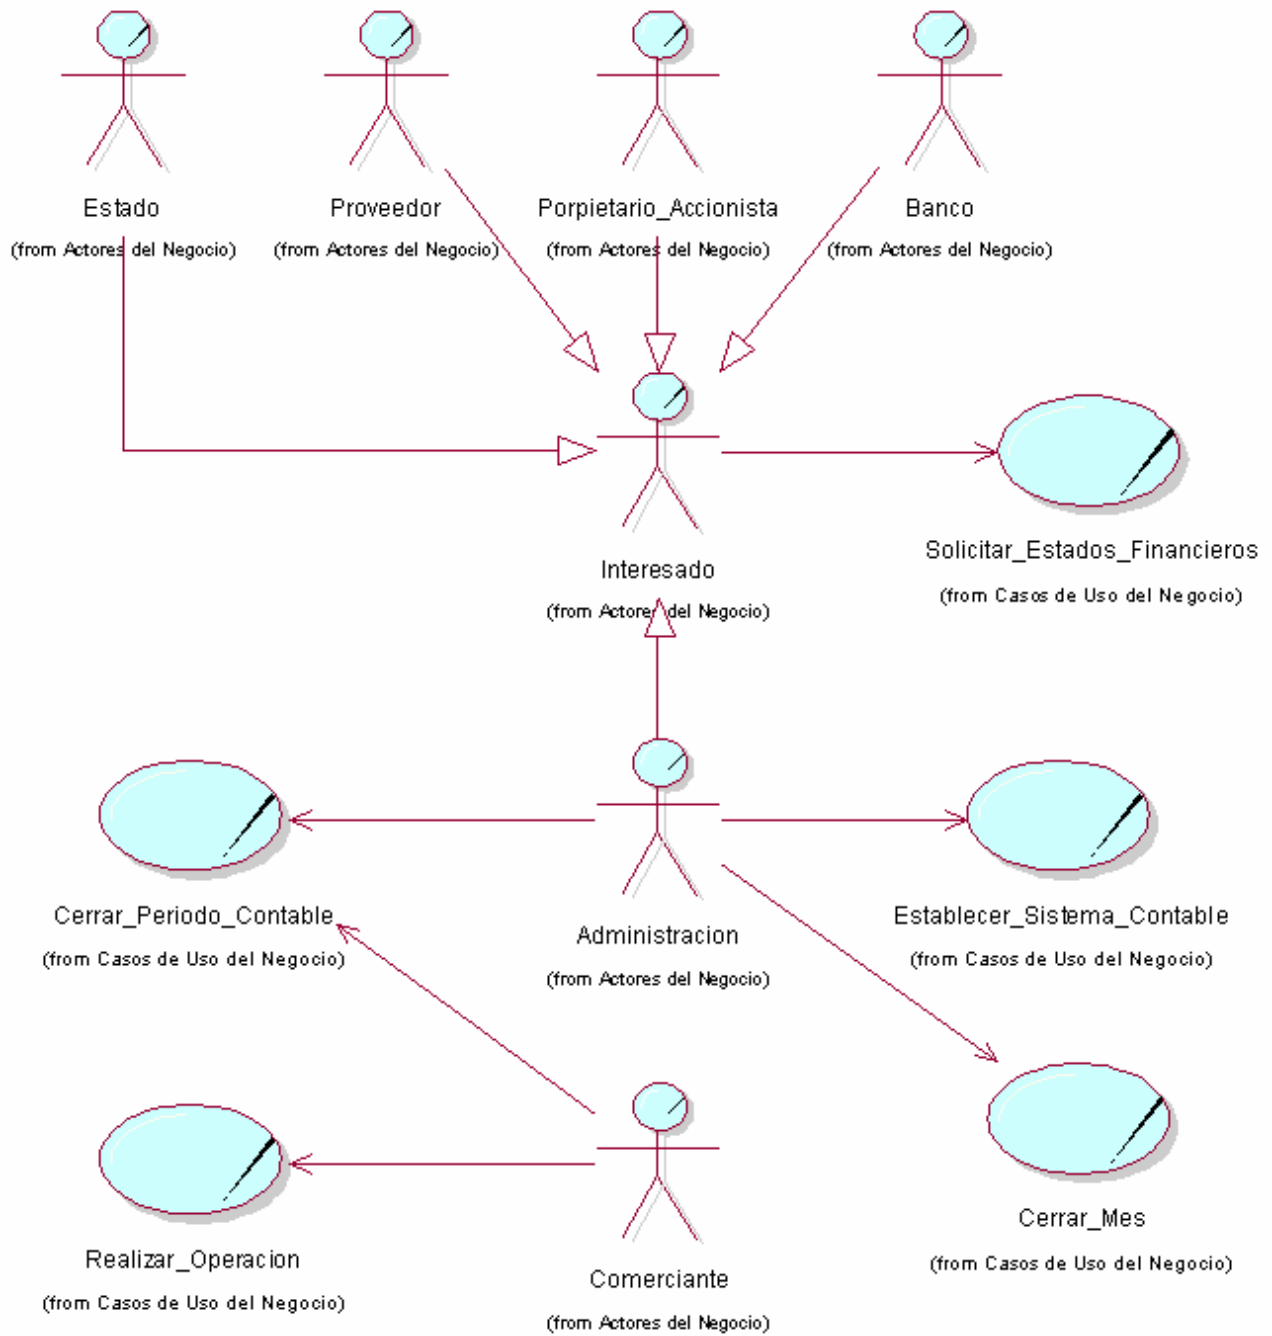 Estado
(from Actores del Negocio)
Proveedor
(from Actores del Negocio)
Porpietario_Accionista
(from Actores del Negocio)
Banco
(from Actores del Negocio)
Interesado
(from Actores del Negocio)
Solicitar_Estados_Financieros
(from Casos de Uso del Negocio)
Cerrar_Periodo_Contable
(from Casos de Uso del Negocio)
Administracion
(from Actores del Negocio)
Establecer_Sistema_Contable
(from Casos de Uso del Negocio)
Realizar_Operacion
(from Casos de Uso del Negocio)
Comerciante
(from Actores del Negocio)
Cerrar_Mes
(from Casos de Uso del Negocio)